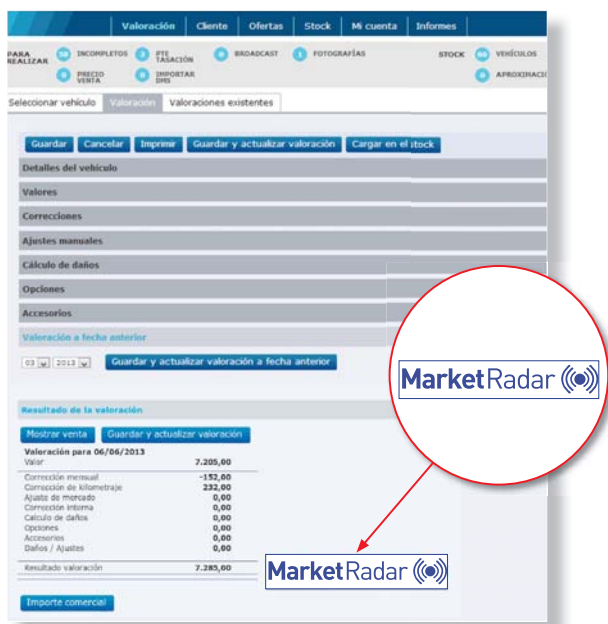 Valoración Cliente Ofertas Stock Mi cuenta Informes
PARA REALIZAR INCOMPLETOS PTE TASACIÓN BROADCAST FOTOGRAFÍAS STOCK VEHÍCULOS
PRECIO VENTA IMPORTAR DMS APROXIMACI
Seleccionar vehículo Valoración Valoraciones existentes
Guardar Cancelar Imprimir Guardar y actualizar valoración Cargar en el stock
Detalles del vehículo
Valores
Correcciones
Ajustes manuales
Cálculo de daños
Opciones
Accesorios
Valoración a fecha anterior
03 2013 Guardar y actualizar valoración a fecha anterior
MarketRadar
Resultado de la valoración
Mostrar venta Guardar y actualizar valoración
Valoración para 06/06/2013
Valor 7.205,00
Corrección mensual -152,00
Corrección de kilometraje 232,00
Ajuste de mercado 0,00
Corrección interna 0,00
Calculo de daños 0,00
Opciones 0,00
Accesorios 0,00
Daños / Ajustes 0,00
Resultado valoración 7.285,00
MarketRadar
Importe comercial